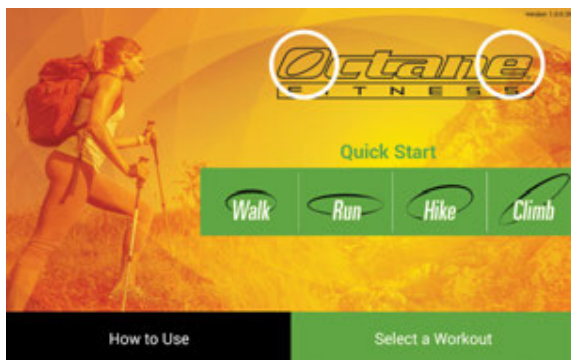 Octane
FITNESS
Quick Start
Walk Run Hike Climb
How to Use Select a Workout